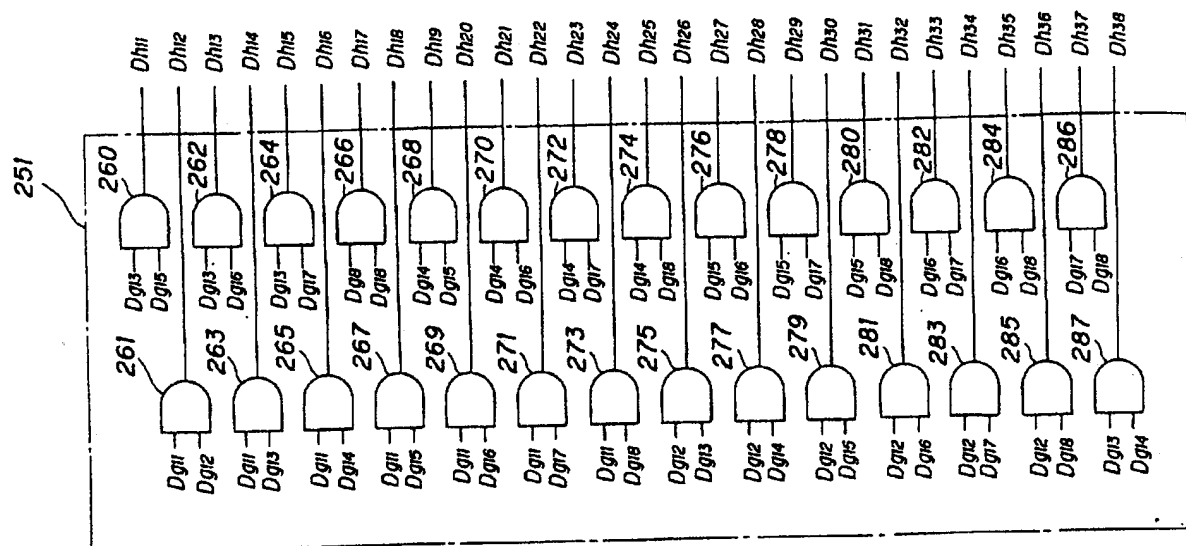 251
Dh11
Dh12
Dh13
Dh14
Dh15
Dh16
Dh17
Dh18
Dh19
Dh20
Dh21
Dh22
Dh23
Dh24
Dh25
Dh26
Dh27
Dh28
Dh29
Dh30
Dh31
Dh32
Dh33
Dh34
Dh35
Dh36
Dh37
Dh38
260
262
264
266
268
270
272
274
276
278
280
282
284
286
Dg13
Dg15
Dg13
Dg16
Dg13
Dg17
Dg8
Dg18
Dg14
Dg15
Dg14
Dg16
Dg14
Dg17
Dg14
Dg18
Dg15
Dg16
Dg15
Dg17
Dg15
Dg18
Dg16
Dg17
Dg16
Dg18
Dg17
Dg18
261
263
265
267
269
271
273
275
277
279
281
283
285
287
Dg11
Dg12
Dg11
Dg13
Dg11
Dg14
Dg11
Dg15
Dg11
Dg16
Dg11
Dg17
Dg11
Dg18
Dg12
Dg13
Dg12
Dg14
Dg12
Dg15
Dg12
Dg16
Dg12
Dg17
Dg12
Dg18
Dg13
Dg14